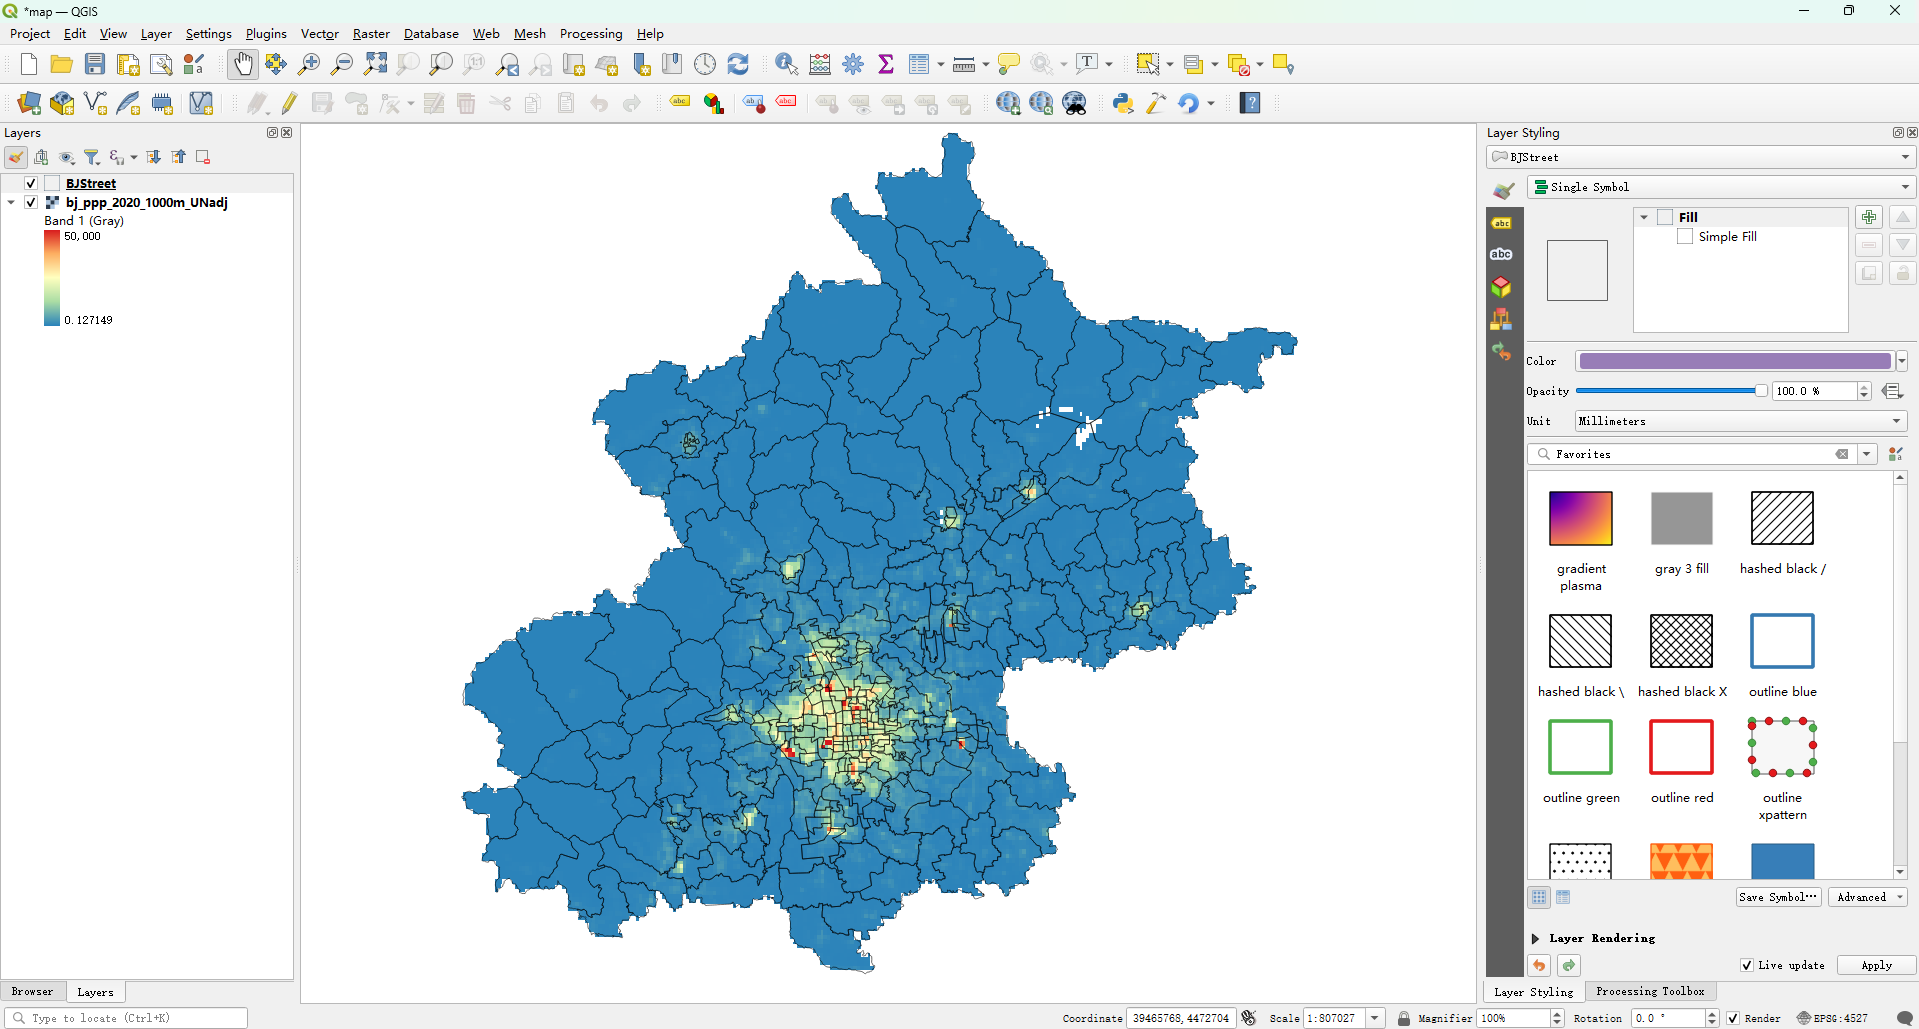 *map — QGIS
Project Edit View Layer Settings Plugins Vector Raster Database Web Mesh Processing Help
Layers
BJStreet
bj_ppp_2020_1000m_UNadj
Band 1 (Gray)
50,000
0.127149
Browser
Layers
Type to locate (Ctrl+K)
Layer Styling
BJStreet
Single Symbol
Fill
Simple Fill
Color
Opacity
100.0 %
Unit
Millimeters
Favorites
gradient
plasma
gray 3 fill
hashed black /
hashed black \
hashed black X
outline blue
outline green
outline red
outline
xpattern
Save Symbol…
Advanced
Layer Rendering
Live update
Apply
Layer Styling
Processing Toolbox
Coordinate 39465768,4472704 Scale 1:807027 Magnifier 100% Rotation 0.0 ° Render EPSG:4527